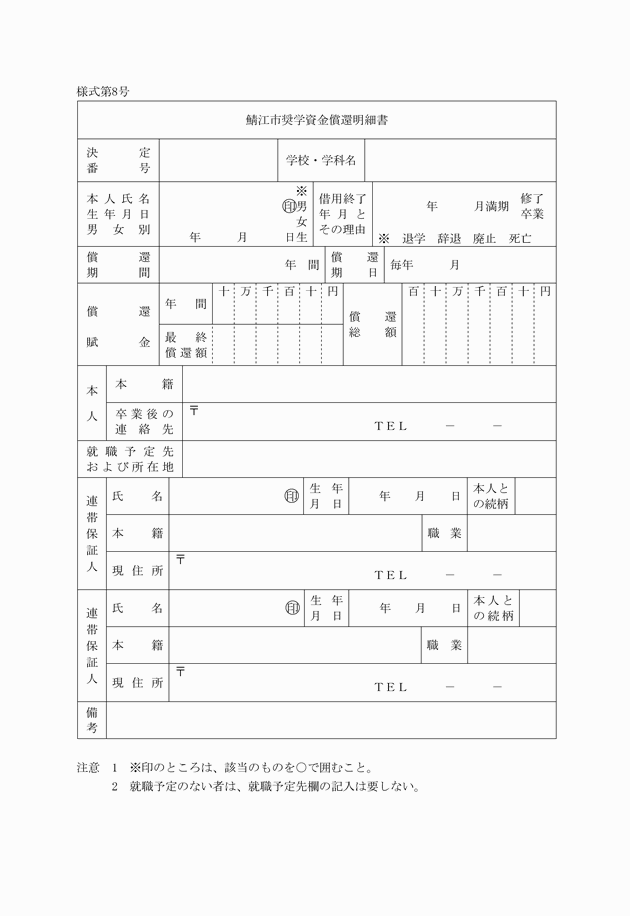 様式第8号
鯖江市奨学資金償還明細書
決定番号
学校・学科名
本人氏名
生年月日
男女別
※
㊞男
女
年 月 日生
借用終了
年月と
その理由
年 月満期 修了
卒業
※ 退学 辞退 廃止 死亡
償還
期間
年 間
償還
期日
毎年 月
償還
賦金
年間
十 万 千 百 十 円
最終
償還額
償還
総額
百 十 万 千 百 十 円
本人
本籍
卒業後の
連絡先
〒
TEL － －
就職予定先
および所在地
連帯保証人
氏名
㊞
生年
月日
年 月 日
本人と
の続柄
本籍
職業
現住所
〒
TEL － －
連帯保証人
氏名
㊞
生年
月日
年 月 日
本人と
の続柄
本籍
職業
現住所
〒
TEL － －
備考
注意 1 ※印のところは、該当のものを○で囲むこと。
2 就職予定のない者は、就職予定先欄の記入は要しない。